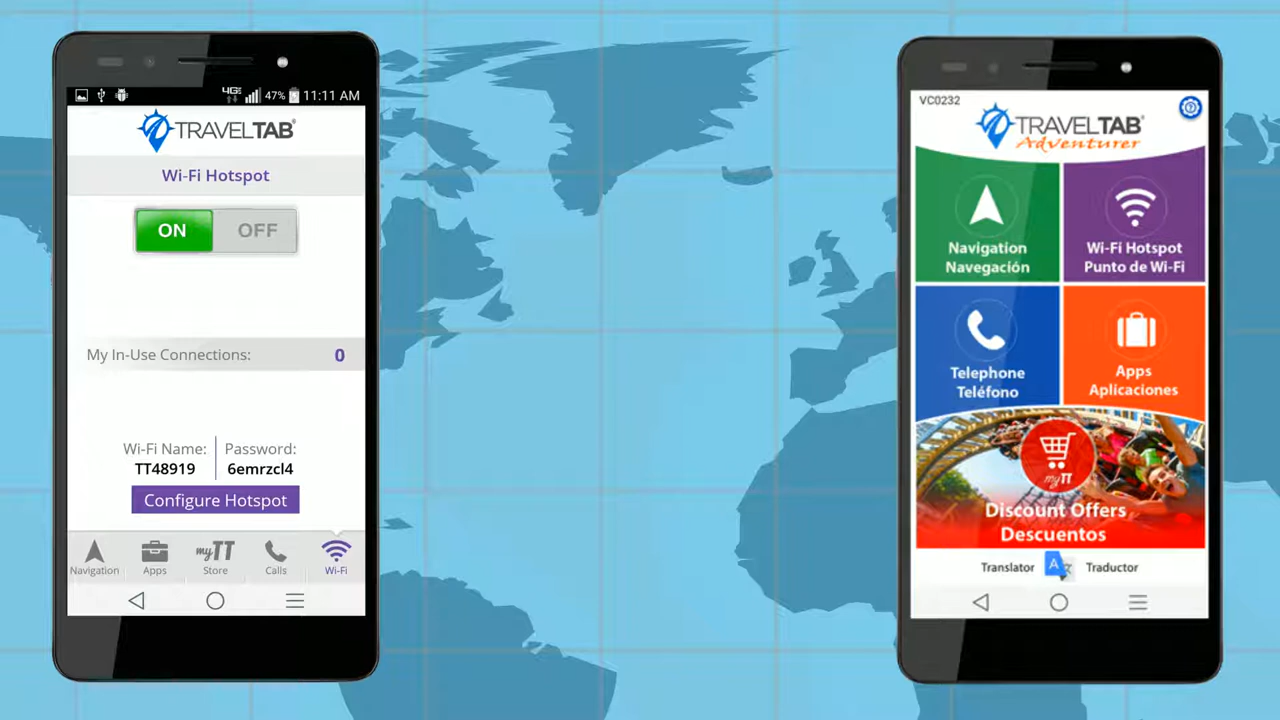 4G
47%
11:11 AM
TRAVELTAB®
Wi-Fi Hotspot
ON
OFF
My In-Use Connections:
0
Wi-Fi Name:
TT48919
Password:
6emrzcl4
Configure Hotspot
Navigation
Apps
myTT
Store
Calls
Wi-Fi
VC0232
TRAVELTAB®
Adventurer
Navigation
Navegación
Wi-Fi Hotspot
Punto de Wi-Fi
Telephone
Teléfono
Apps
Aplicaciones
myTT
Discount Offers
Descuentos
Translator
A
Traductor